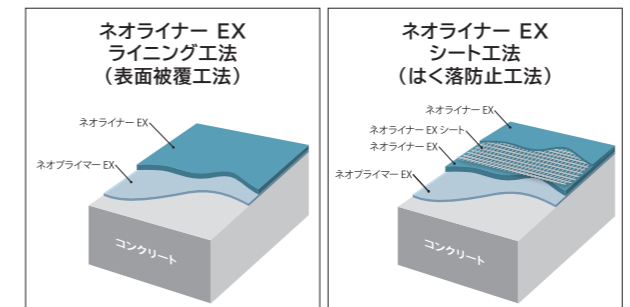 ネオライナー EX
ライニング工法
（表面被覆工法）
ネオライナー EX
ネオプライマー EX
コンクリート
ネオライナー EX
シート工法
（はく落防止工法）
ネオライナー EX
ネオライナー EX シート
ネオライナー EX
ネオプライマー EX
コンクリート